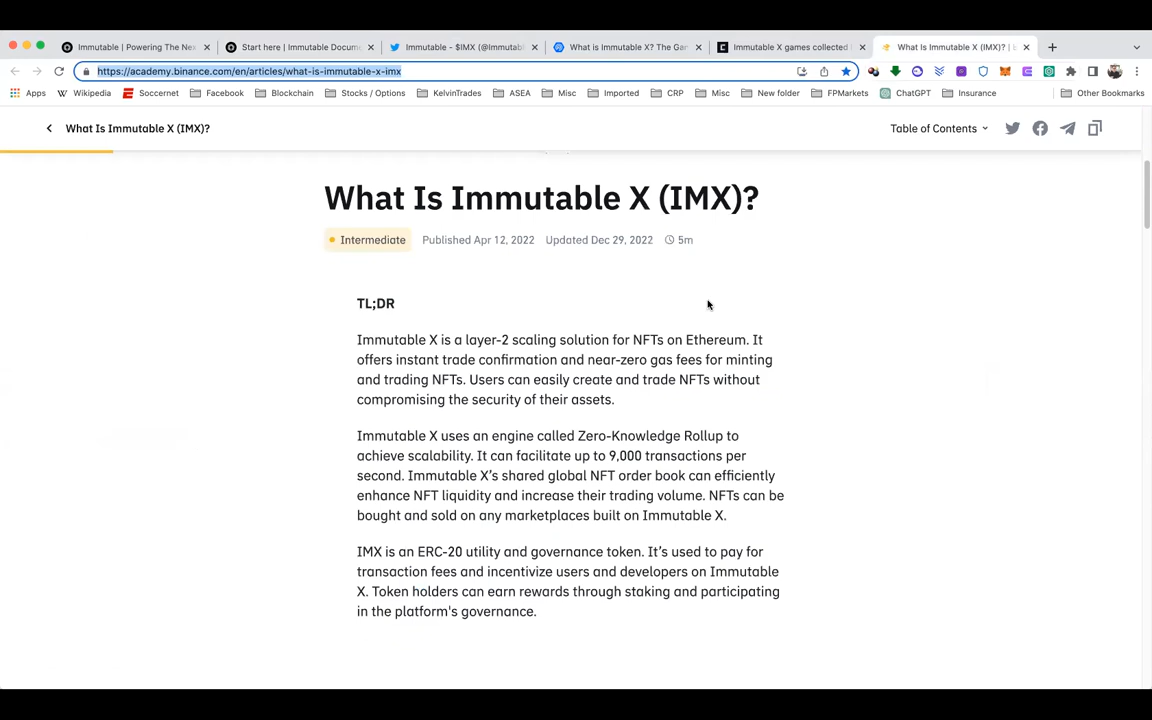 Immutable | Powering The Nex
Start here | Immutable Docum
Immutable - $IMX (@Immutab
What is Immutable X? The Gam
Immutable X games collected
What Is Immutable X (IMX)? |
https://academy.binance.com/en/articles/what-is-immutable-x-imx
Apps
Wikipedia
Soccernet
Facebook
Blockchain
Stocks / Options
KelvinTrades
ASEA
Misc
Imported
CRP
Misc
New folder
FPMarkets
ChatGPT
Insurance
Other Bookmarks
What Is Immutable X (IMX)?
Table of Contents
What Is Immutable X (IMX)?
Intermediate
Published Apr 12, 2022
Updated Dec 29, 2022
5m
TL;DR
Immutable X is a layer-2 scaling solution for NFTs on Ethereum. It
offers instant trade confirmation and near-zero gas fees for minting
and trading NFTs. Users can easily create and trade NFTs without
compromising the security of their assets.
Immutable X uses an engine called Zero-Knowledge Rollup to
achieve scalability. It can facilitate up to 9,000 transactions per
second. Immutable X's shared global NFT order book can efficiently
enhance NFT liquidity and increase their trading volume. NFTs can be
bought and sold on any marketplaces built on Immutable X.
IMX is an ERC-20 utility and governance token. It's used to pay for
transaction fees and incentivize users and developers on Immutable
X. Token holders can earn rewards through staking and participating
in the platform's governance.